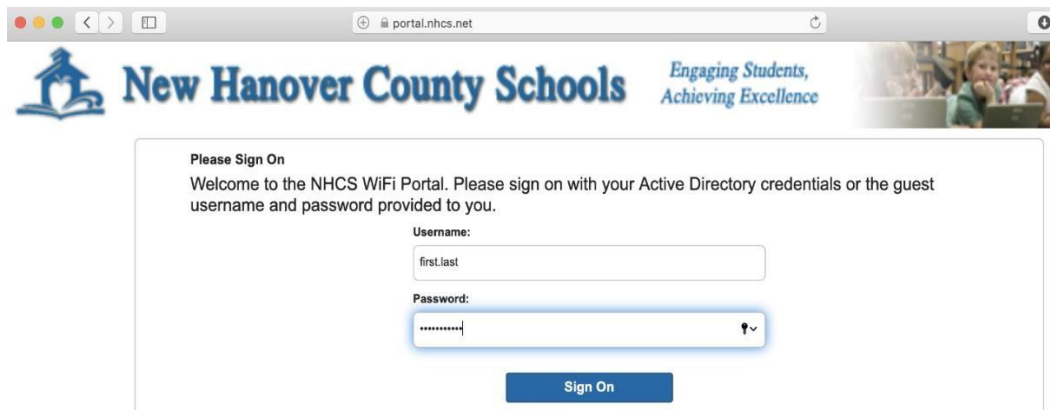 portal.nhcs.net
New Hanover County Schools
Engaging Students,
Achieving Excellence
Please Sign On
Welcome to the NHCS WiFi Portal. Please sign on with your Active Directory credentials or the guest
username and password provided to you.
Username:
first.last
Password:
•••••••••••
Sign On